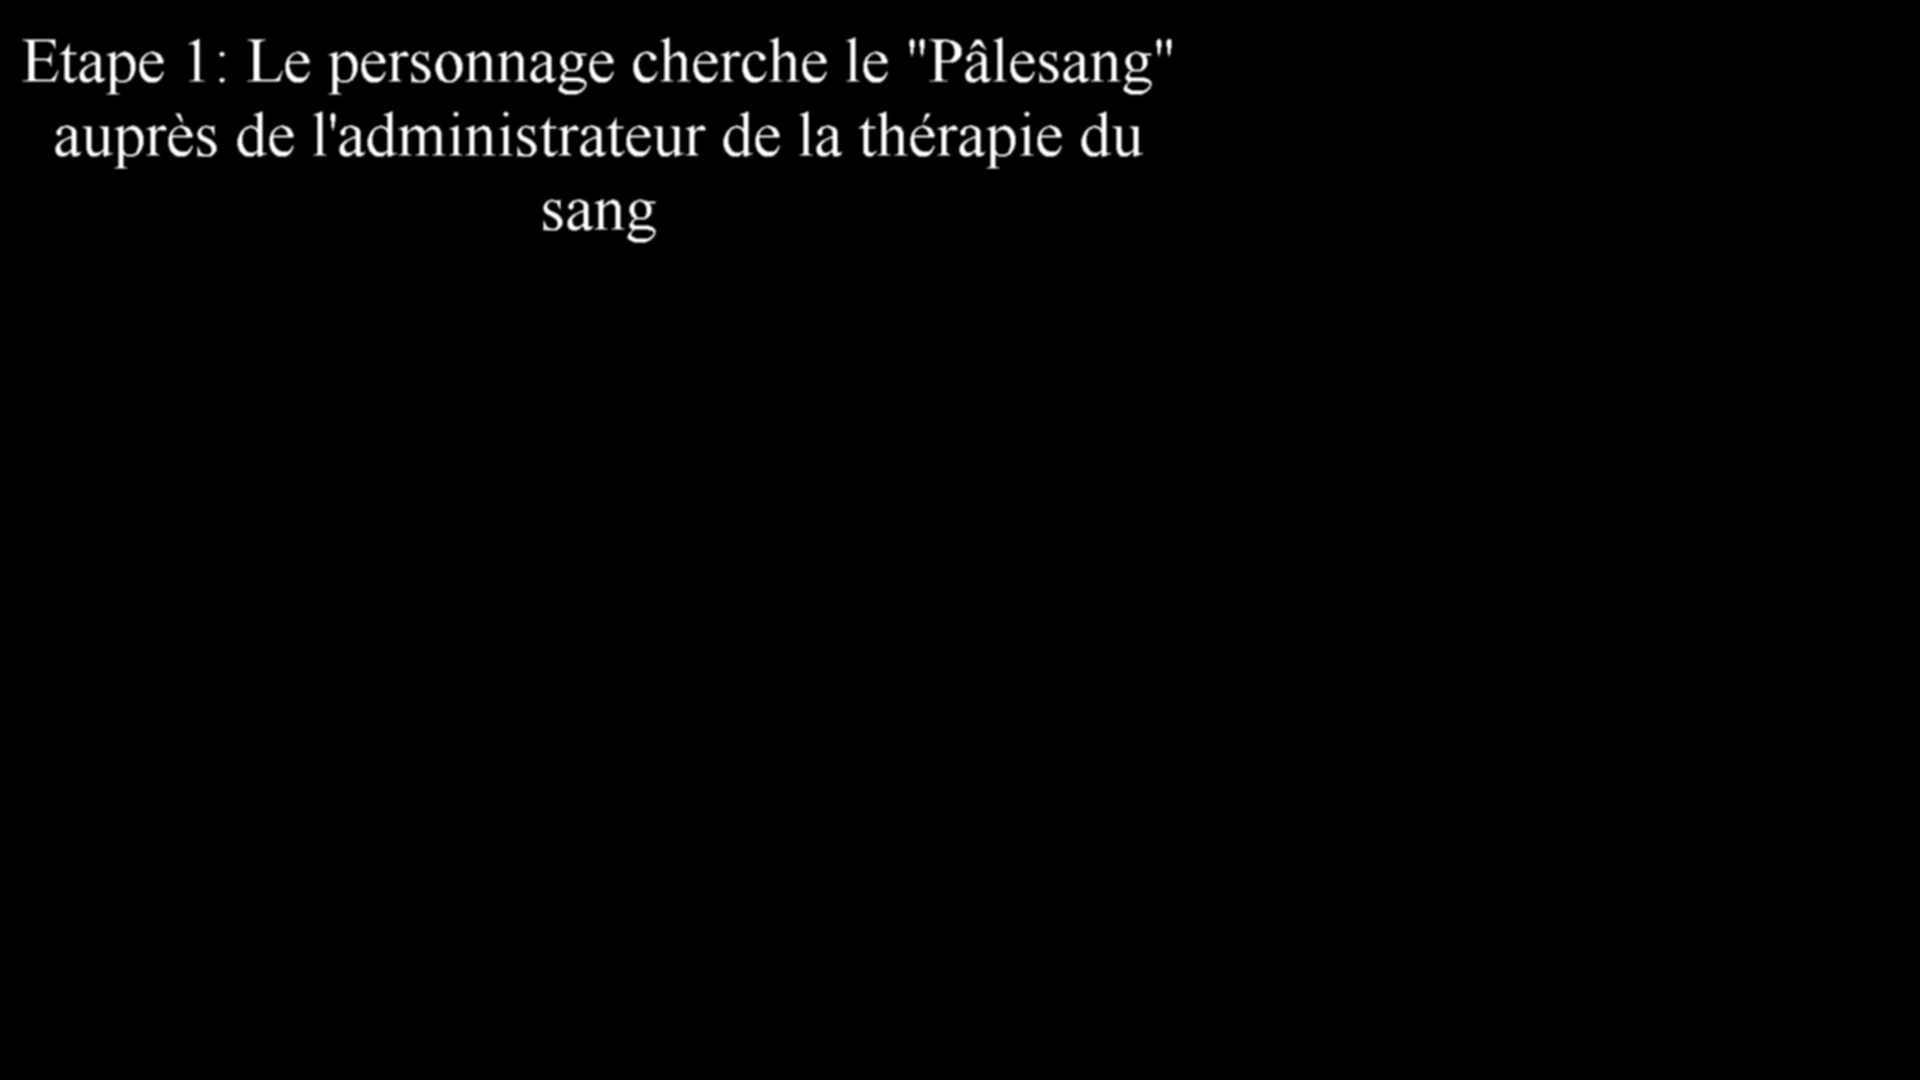 Etape 1: Le personnage cherche le "Pâlesang"
auprès de l'administrateur de la thérapie du
sang